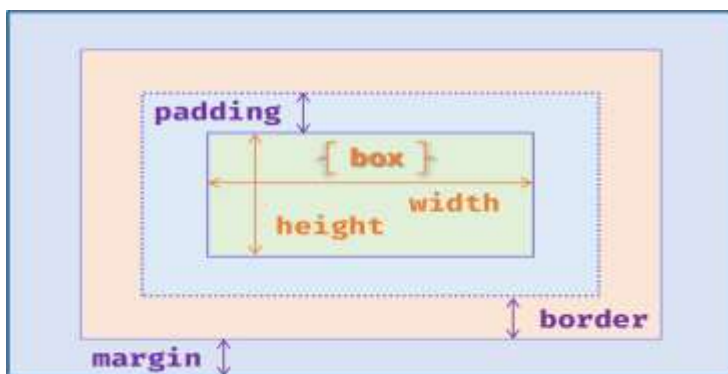 padding
{ box }
width
height
border
margin